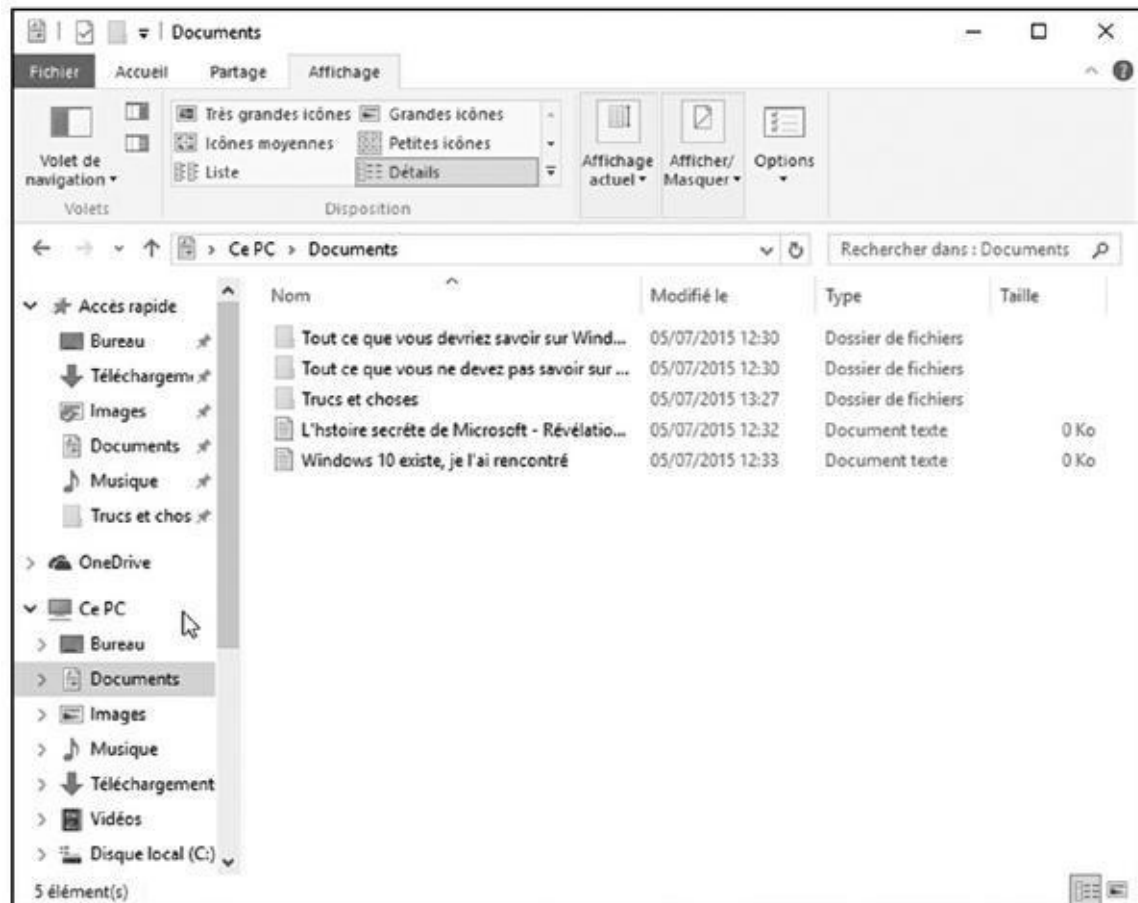 Documents
Fichier Accueil Partage Affichage
Très grandes icônes Grandes icônes
Icônes moyennes Petites icônes
Liste Détails
Volet de navigation
Affichage actuel
Afficher/ Masquer
Options
Volets Disposition
Ce PC > Documents Rechercher dans : Documents
Nom Modifié le Type Taille
Tout ce que vous devriez savoir sur Wind... 05/07/2015 12:30 Dossier de fichiers
Tout ce que vous ne devez pas savoir sur ... 05/07/2015 12:30 Dossier de fichiers
Trucs et choses 05/07/2015 13:27 Dossier de fichiers
L'hstoire secréte de Microsoft - Révélatio... 05/07/2015 12:32 Document texte 0 Ko
Windows 10 existe, je l'ai rencontré 05/07/2015 12:33 Document texte 0 Ko
Accès rapide
Bureau
Téléchargem
Images
Documents
Musique
Trucs et chos
OneDrive
Ce PC
Bureau
Documents
Images
Musique
Téléchargement
Vidéos
Disque local (C:)
5 élément(s)